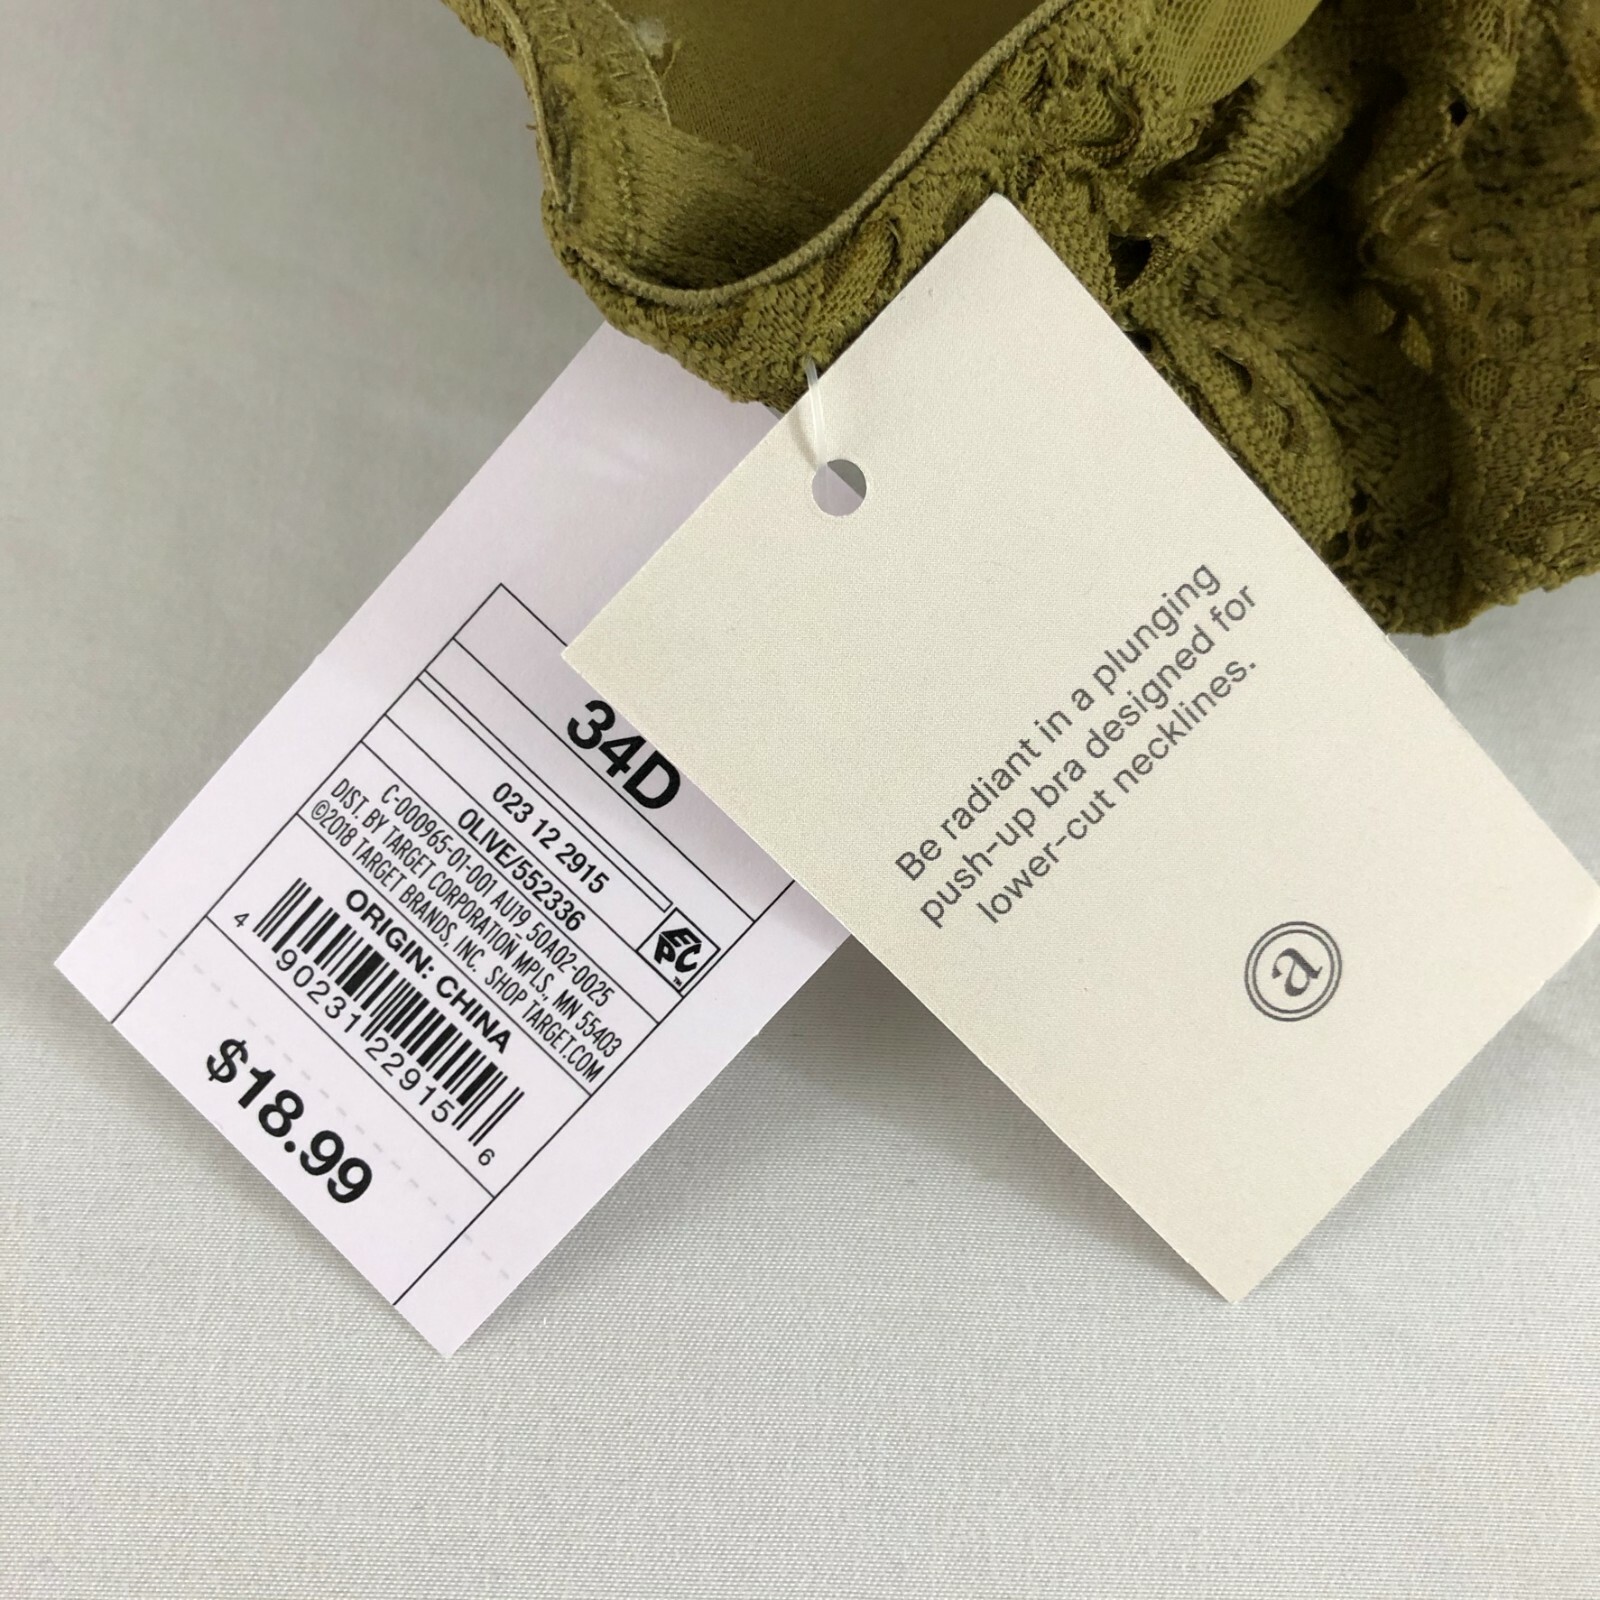 34D
023 12 2915
OLIVE/552336
EPC
C-000965-01-001 AU19_50A02-0025
DIST. BY TARGET CORPORATION MPLS., MN 55403
©2018 TARGET BRANDS, INC. SHOP TARGET.COM
ORIGIN: CHINA
4 90231 22915 6
$18.99
Be radiant in a plunging
push-up bra designed for
lower-cut necklines.
a